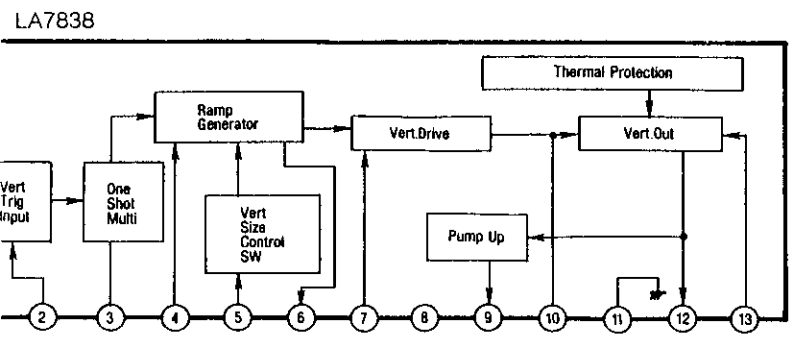 LA7838
Thermal Protection
Ramp
Generator
Vert.Drive
Vert.Out
Vert
Trig
Input
One
Shot
Multi
Vert
Size
Control
SW
Pump Up
2 3 4 5 6 7 8 9 10 11 12 13